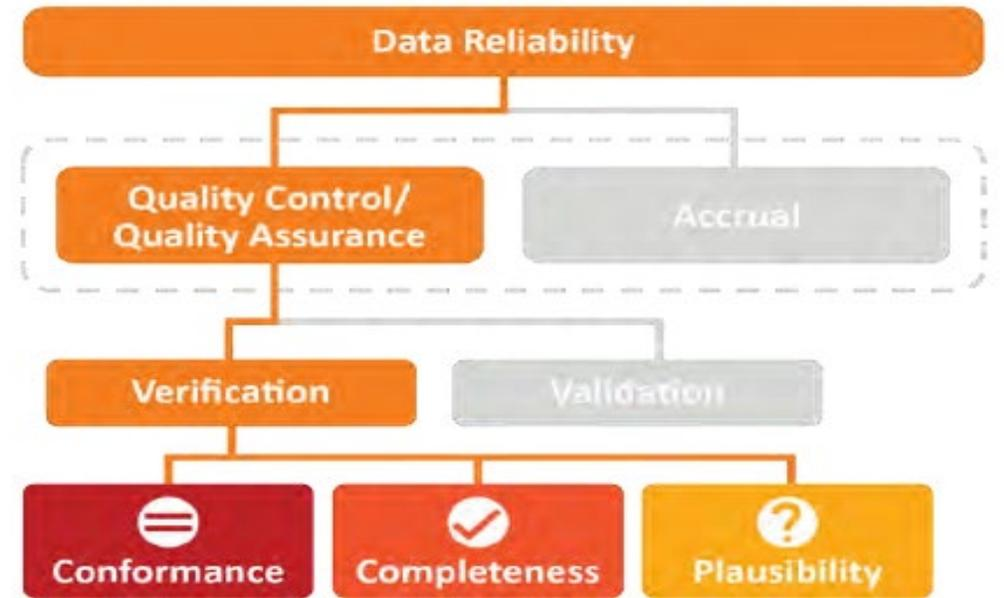 Data Reliability
Quality Control/
Quality Assurance
Accrual
Verification
Validation
Conformance
Completeness
Plausibility